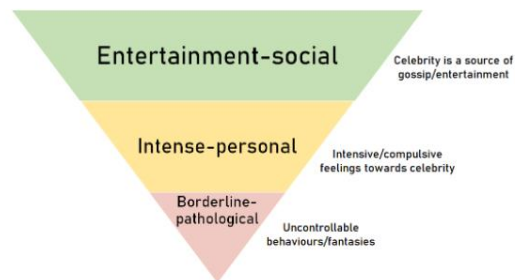 Entertainment-social
Celebrity is a source of
gossip/entertainment
Intense-personal
Intensive/compulsive
feelings towards celebrity
Borderline-
pathological
Uncontrollable
behaviours/fantasies